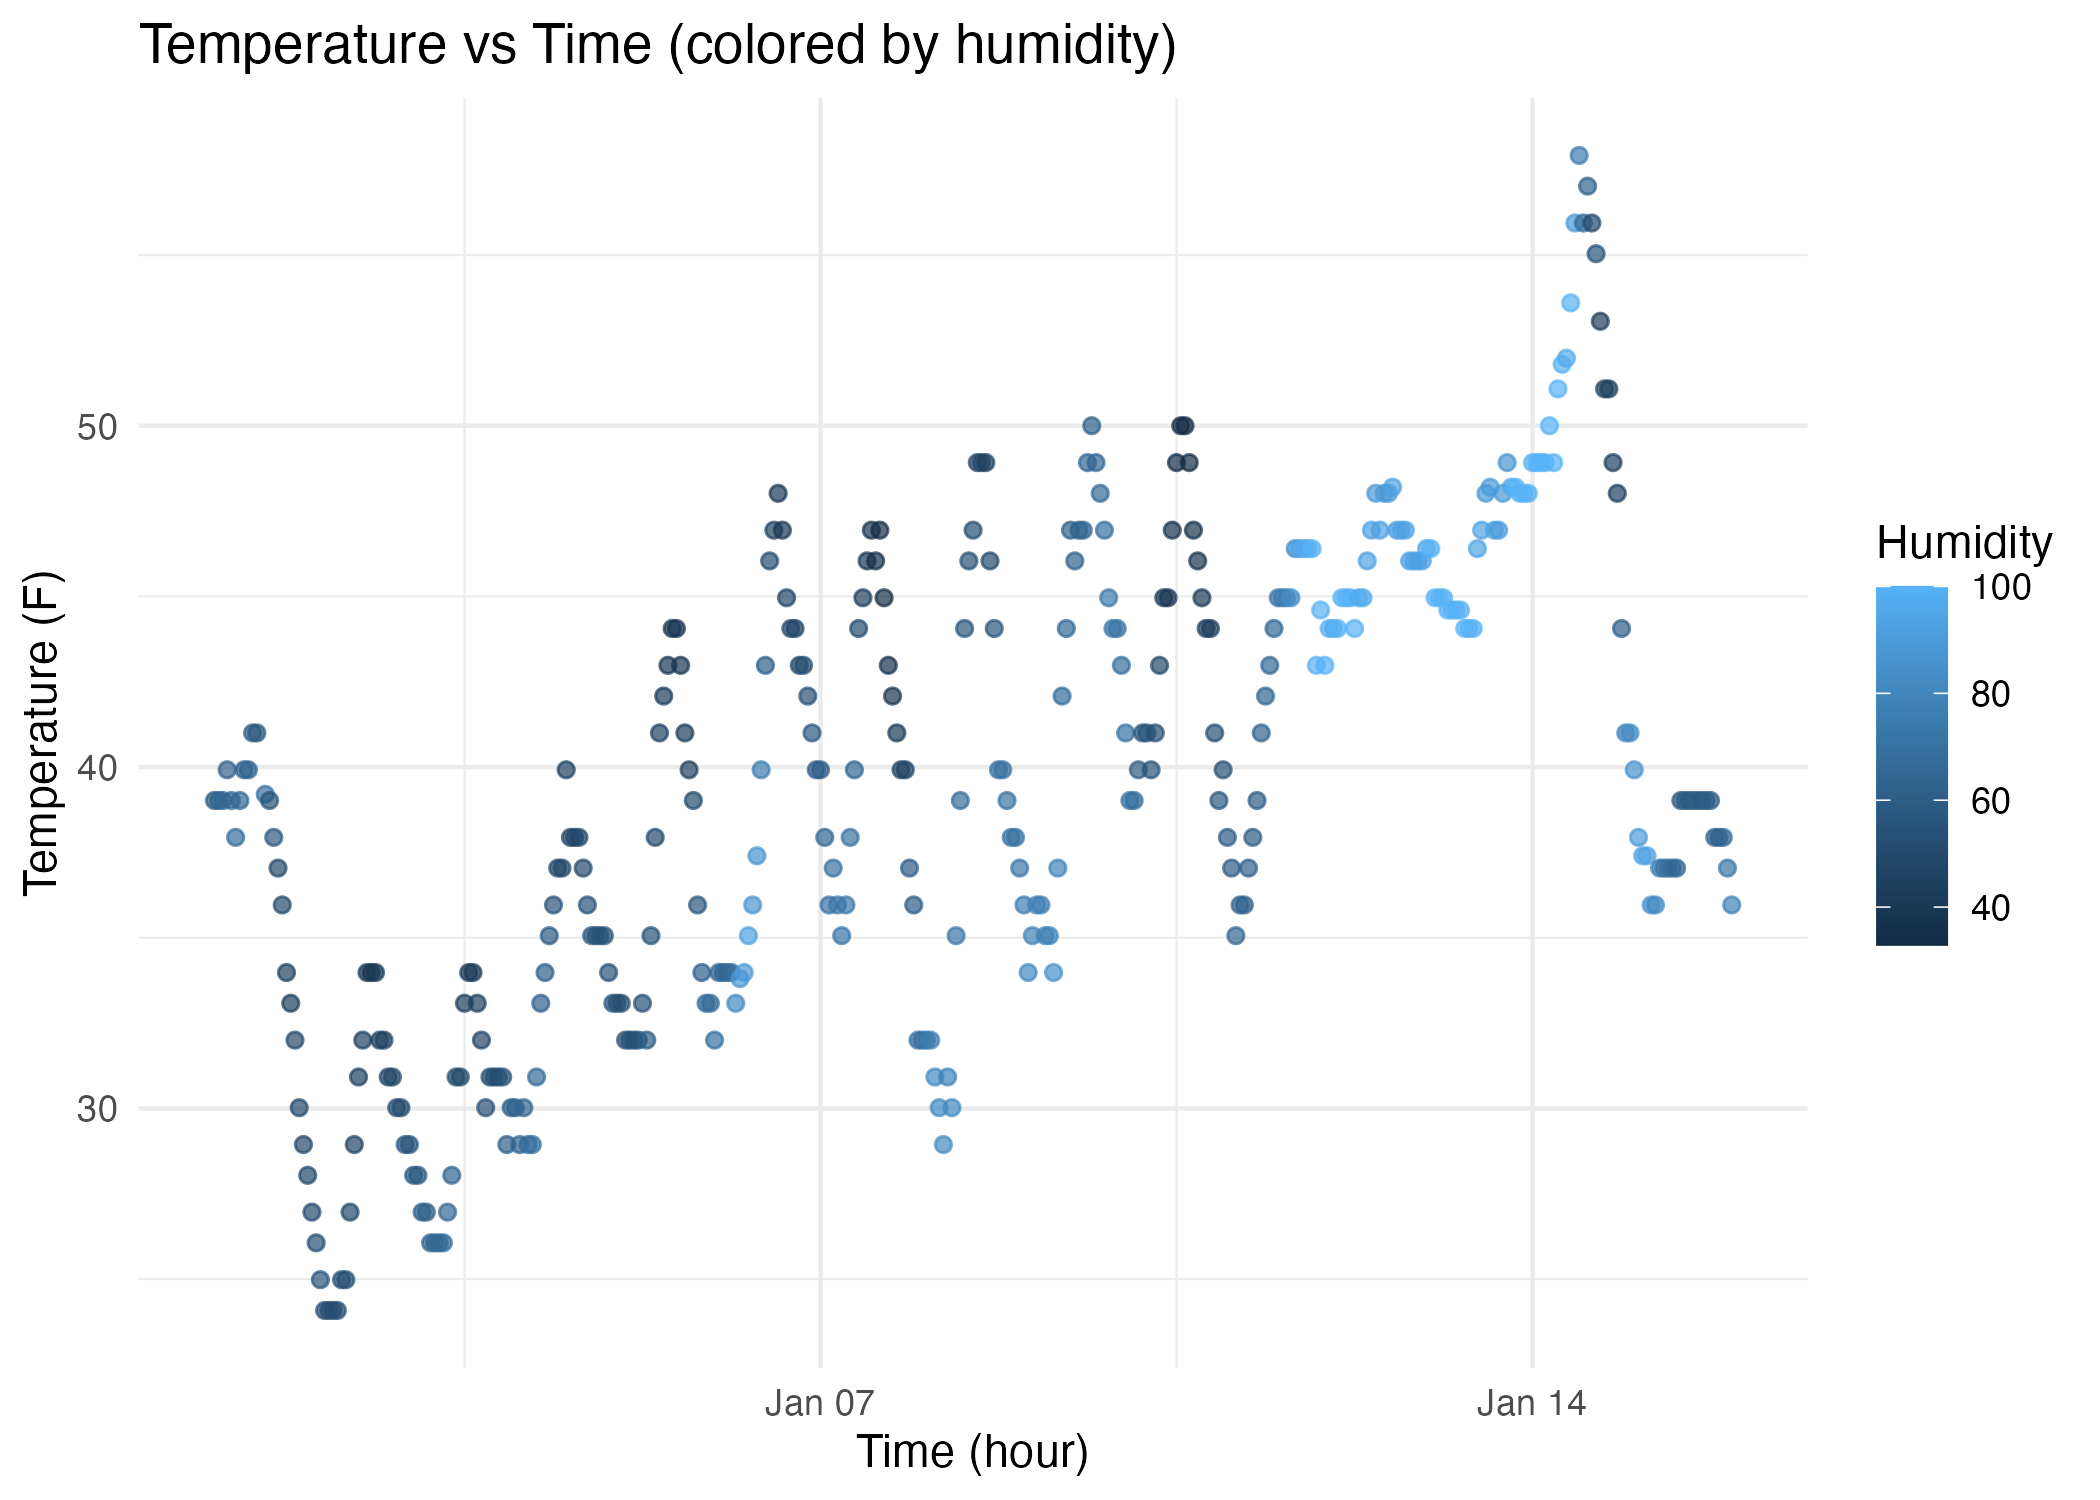 Temperature vs Time (colored by humidity)
Temperature (F)
50
40
30
Jan 07
Jan 14
Time (hour)
Humidity
100
80
60
40